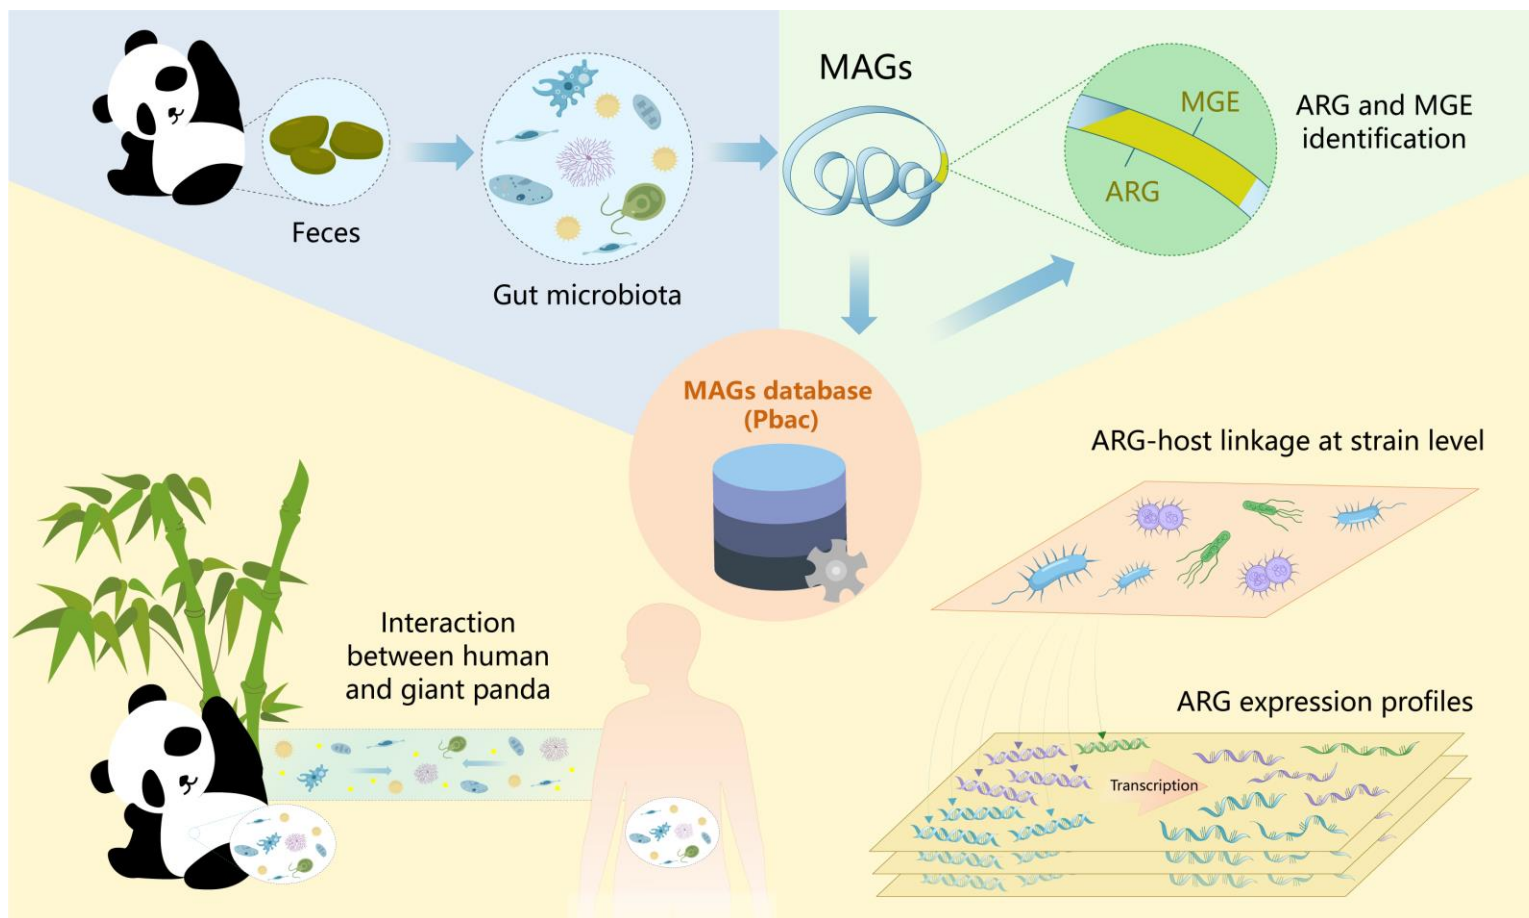 Feces
Gut microbiota
MAGs
MGE
ARG
ARG and MGE
identification
MAGs database
(Pbac)
Interaction
between human
and giant panda
ARG-host linkage at strain level
ARG expression profiles
Transcription